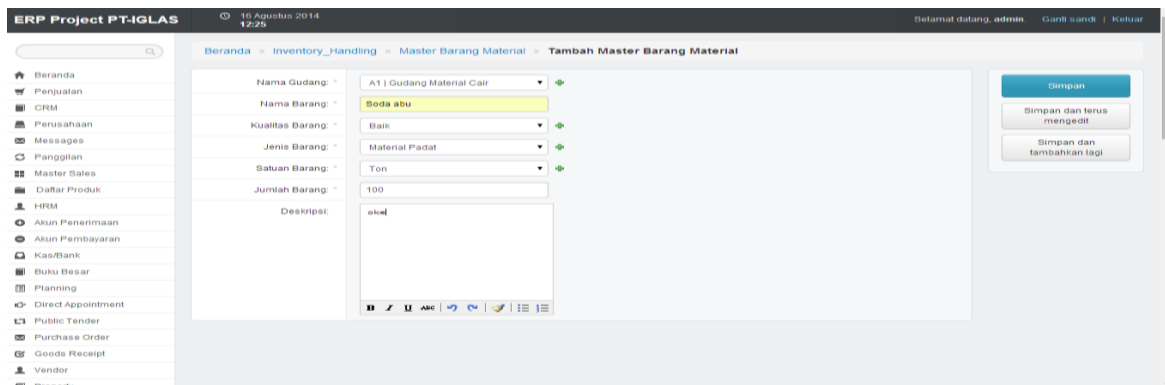 ERP Project PT-IGLAS
16 Agustus 2014
12:25
Selamat datang, admin. Ganti sandi | Keluar
Beranda » Inventory_Handling » Master Barang Material » Tambah Master Barang Material
Beranda
Penjualan
CRM
Perusahaan
Messages
Panggilan
Master Sales
Daftar Produk
HRM
Akun Penerimaan
Akun Pembayaran
Kas/Bank
Buku Besar
Planning
Direct Appointment
Public Tender
Purchase Order
Goods Receipt
Vendor
Nama Gudang: * A1 | Gudang Material Cair
Nama Barang: * Soda abu
Kualitas Barang: * Baik
Jenis Barang: * Material Padat
Satuan Barang: * Ton
Jumlah Barang: * 100
Deskripsi: oke
B I U ABC
Simpan
Simpan dan terus
mengedit
Simpan dan
tambahkan lagi